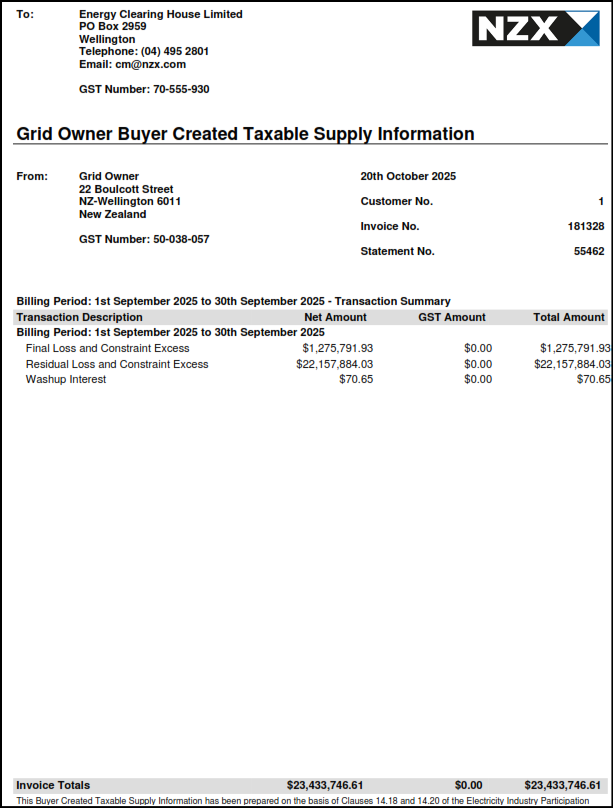 To: Energy Clearing House Limited
PO Box 2959
Wellington
Telephone: (04) 495 2801
Email: cm@nzx.com
GST Number: 70-555-930
NZX
Grid Owner Buyer Created Taxable Supply Information
From: Grid Owner
22 Boulcott Street
NZ-Wellington 6011
New Zealand
GST Number: 50-038-057
20th October 2025
Customer No. 1
Invoice No. 181328
Statement No. 55462
Billing Period: 1st September 2025 to 30th September 2025 - Transaction Summary
Transaction Description Net Amount GST Amount Total Amount
Billing Period: 1st September 2025 to 30th September 2025
Final Loss and Constraint Excess $1,275,791.93 $0.00 $1,275,791.93
Residual Loss and Constraint Excess $22,157,884.03 $0.00 $22,157,884.03
Washup Interest $70.65 $0.00 $70.65
Invoice Totals $23,433,746.61 $0.00 $23,433,746.61
This Buyer Created Taxable Supply Information has been prepared on the basis of Clauses 14.18 and 14.20 of the Electricity Industry Participation